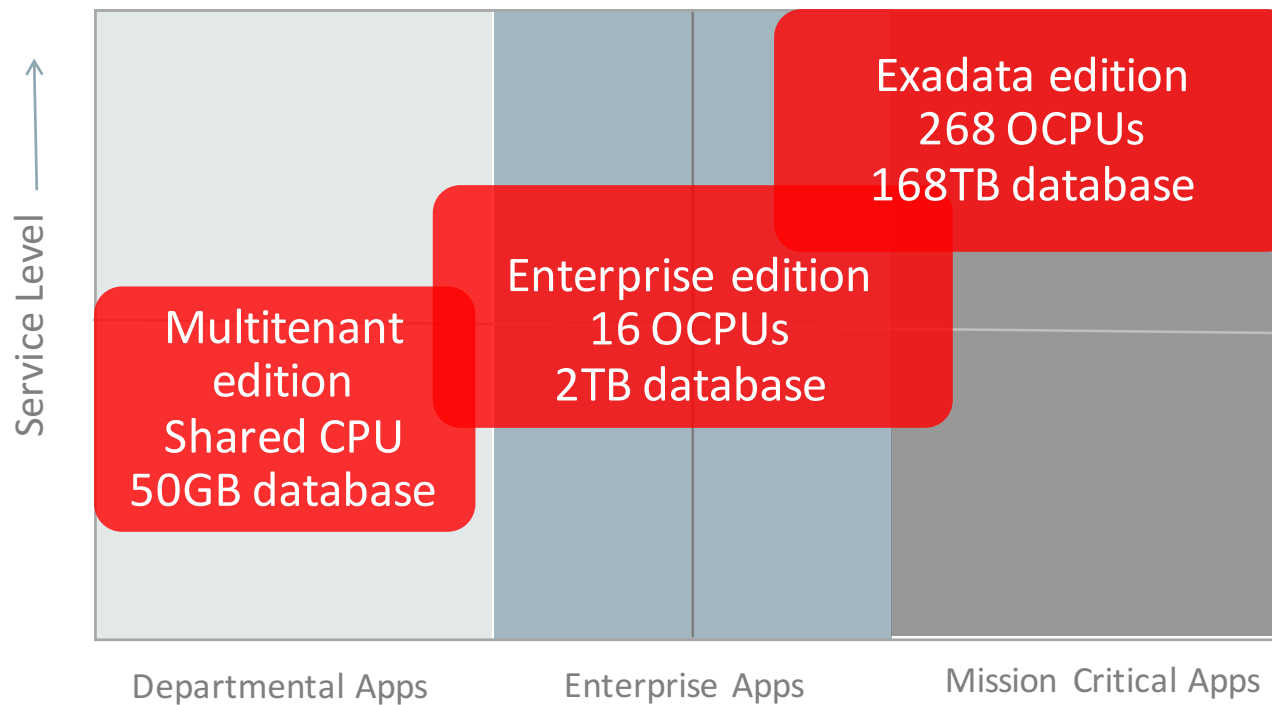 Service Level
Exadata edition
268 OCPUs
168TB database
Enterprise edition
16 OCPUs
2TB database
Multitenant
edition
Shared CPU
50GB database
Departmental Apps
Enterprise Apps
Mission Critical Apps